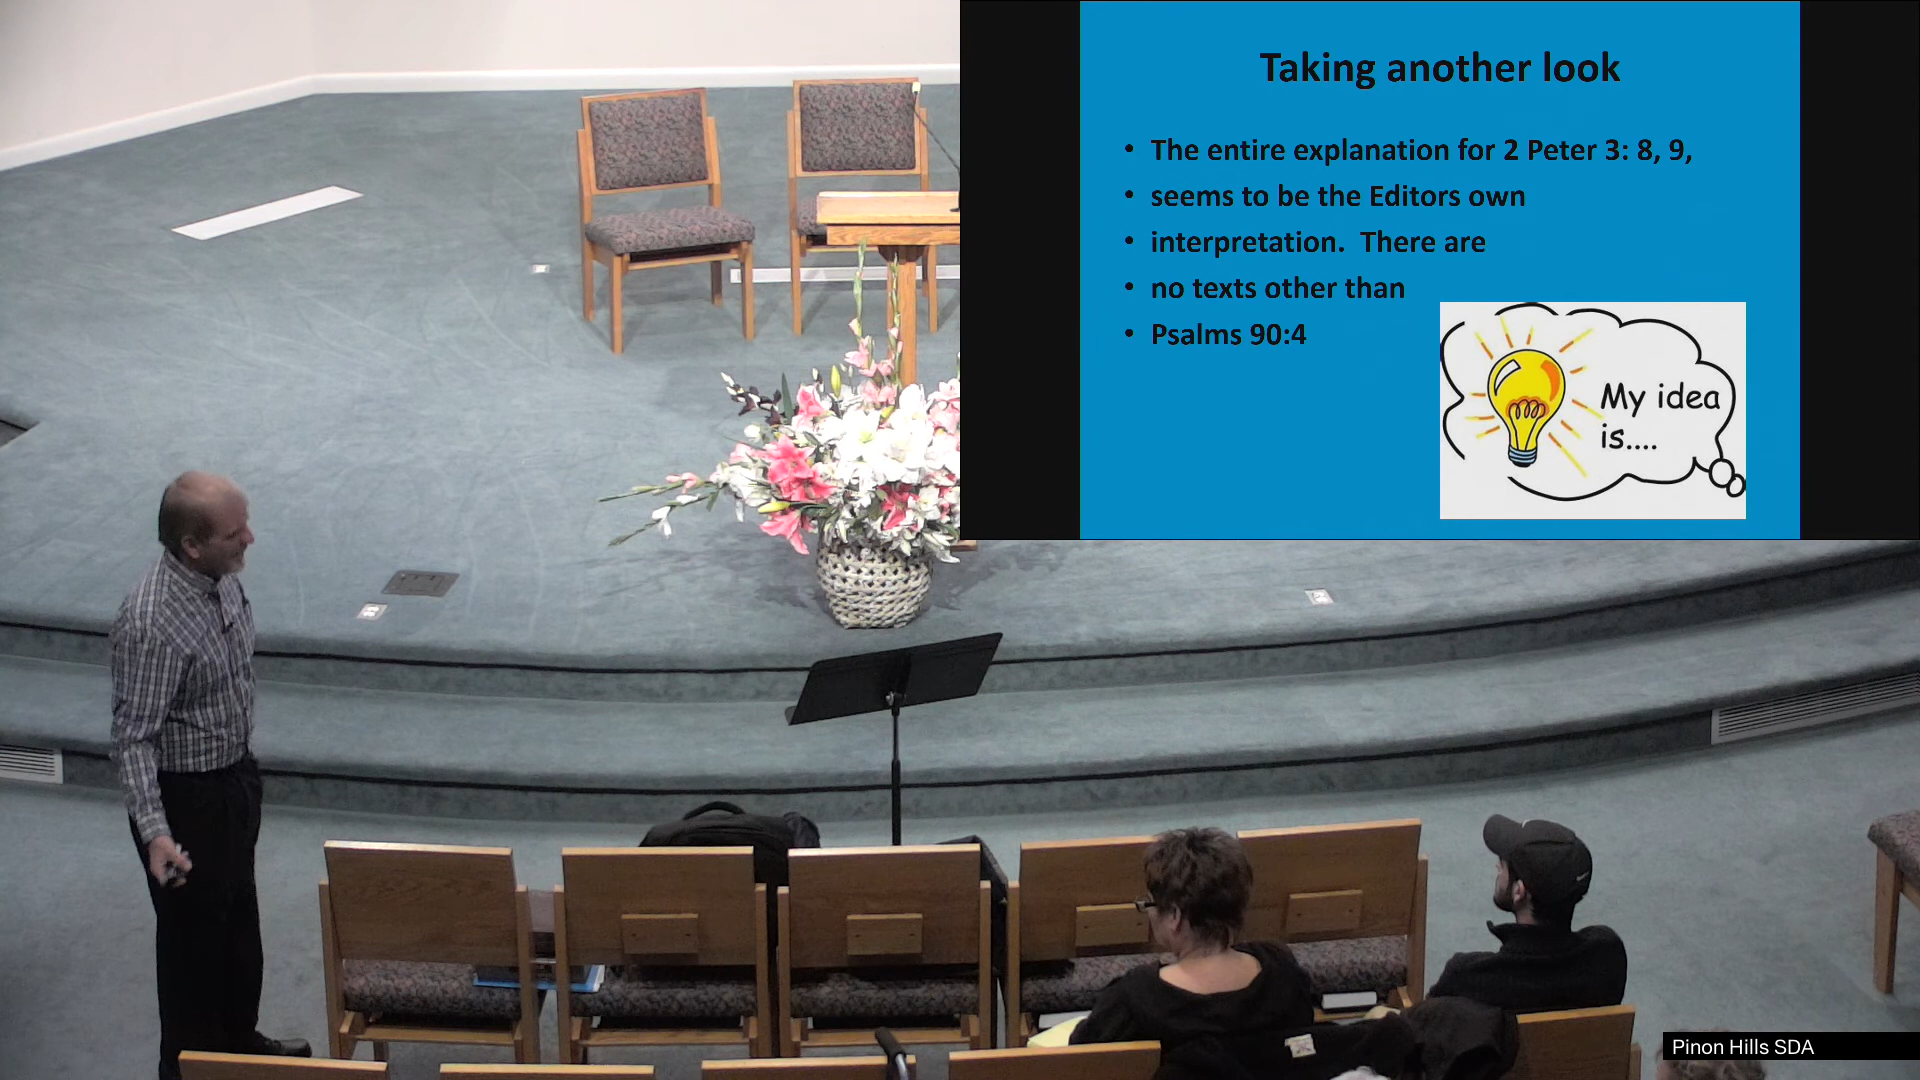 Taking another look
• The entire explanation for 2 Peter 3: 8, 9,
• seems to be the Editors own
• interpretation.  There are
• no texts other than
• Psalms 90:4
My idea
is....
Pinon Hills SDA